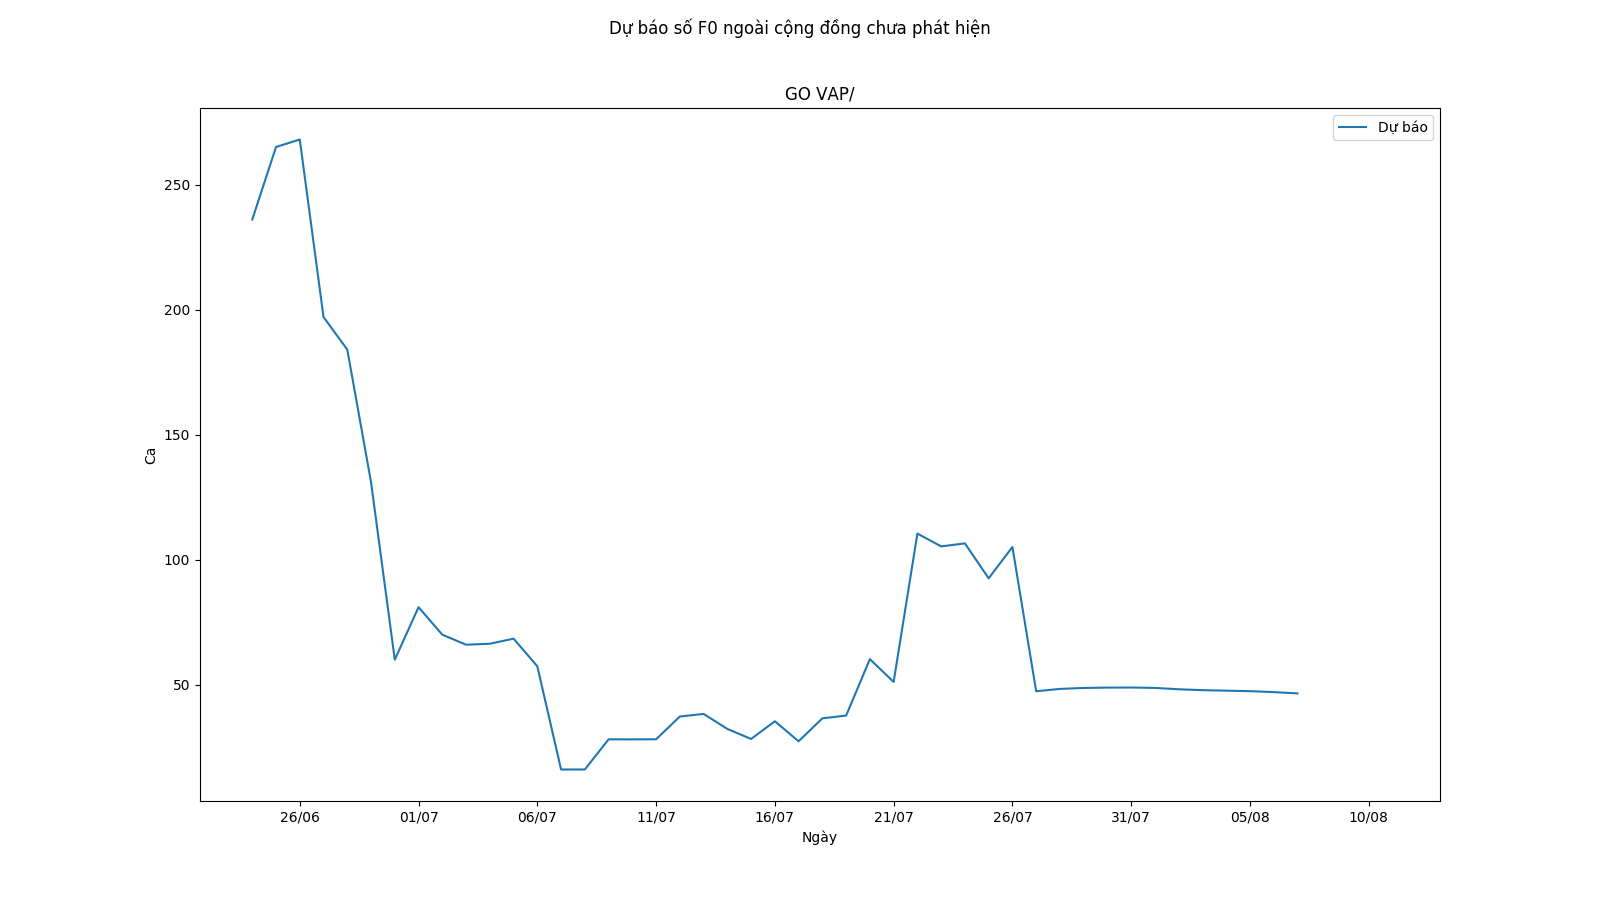 Dự báo số F0 ngoài cộng đồng chưa phát hiện
GO VAP/
Dự báo
250
200
150
100
50
Ca
26/06 01/07 06/07 11/07 16/07 21/07 26/07 31/07 05/08 10/08
Ngày